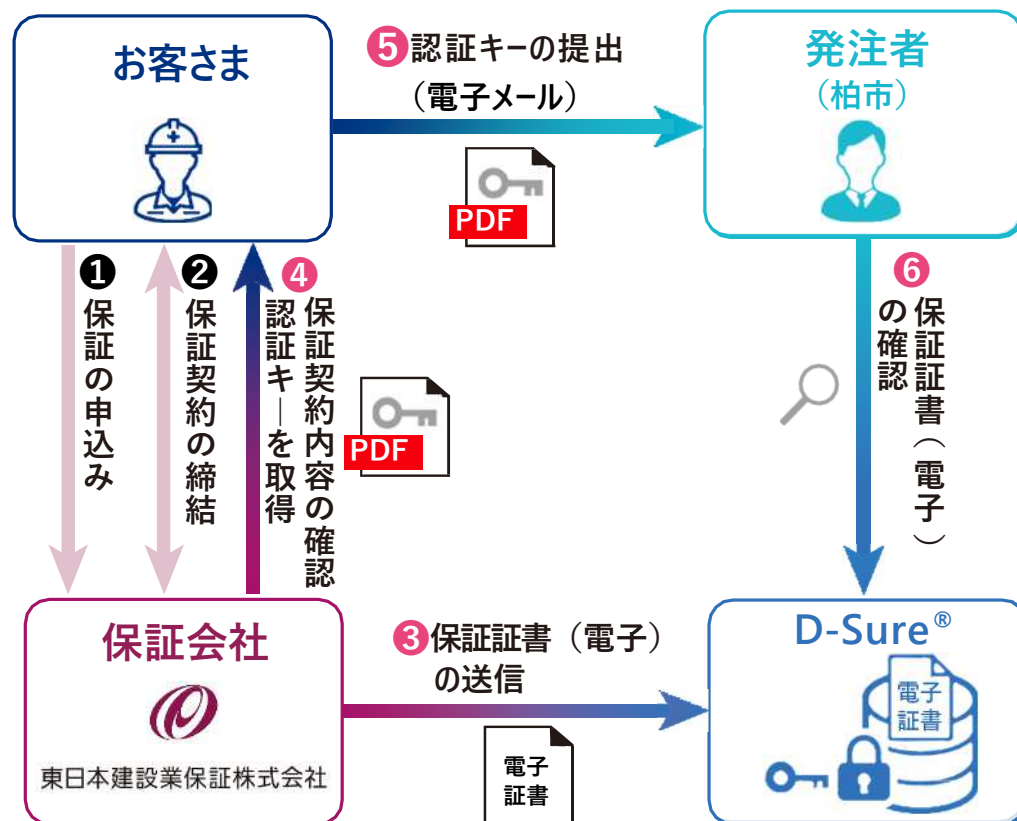 お客さま
❺認証キーの提出
（電子メール）
PDF
発注者
（柏市）
❶保証の申込み
❷保証契約の締結
❹保証契約内容の確認
認証キーを取得
PDF
❻保証証書（電子）
の確認
保証会社
東日本建設業保証株式会社
❸保証証書（電子）
の送信
電子
証書
D-Sure®
電子
証書